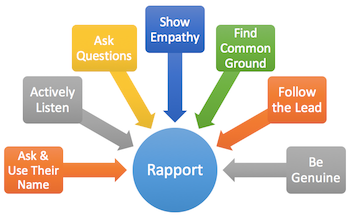 Show
Empathy
Ask
Questions
Find
Common
Ground
Actively
Listen
Follow
the Lead
Ask &
Use Their
Name
Rapport
Be
Genuine